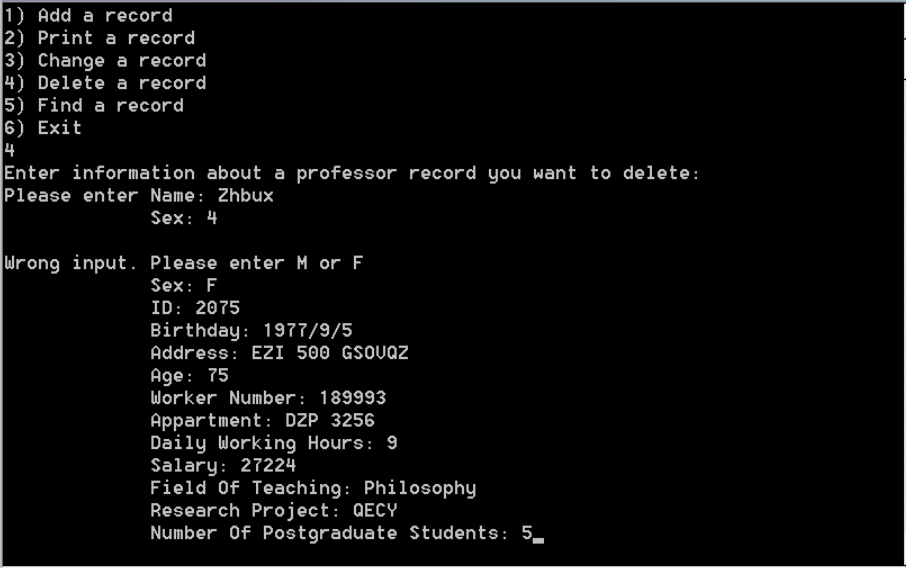 1) Add a record
2) Print a record
3) Change a record
4) Delete a record
5) Find a record
6) Exit
4
Enter information about a professor record you want to delete:
Please enter Name: Zhbux
Sex: 4
Wrong input. Please enter M or F
Sex: F
ID: 2075
Birthday: 1977/9/5
Address: EZI 500 GSOVQZ
Age: 75
Worker Number: 189993
Appartment: DZP 3256
Daily Working Hours: 9
Salary: 27224
Field Of Teaching: Philosophy
Research Project: QECY
Number Of Postgraduate Students: 5_